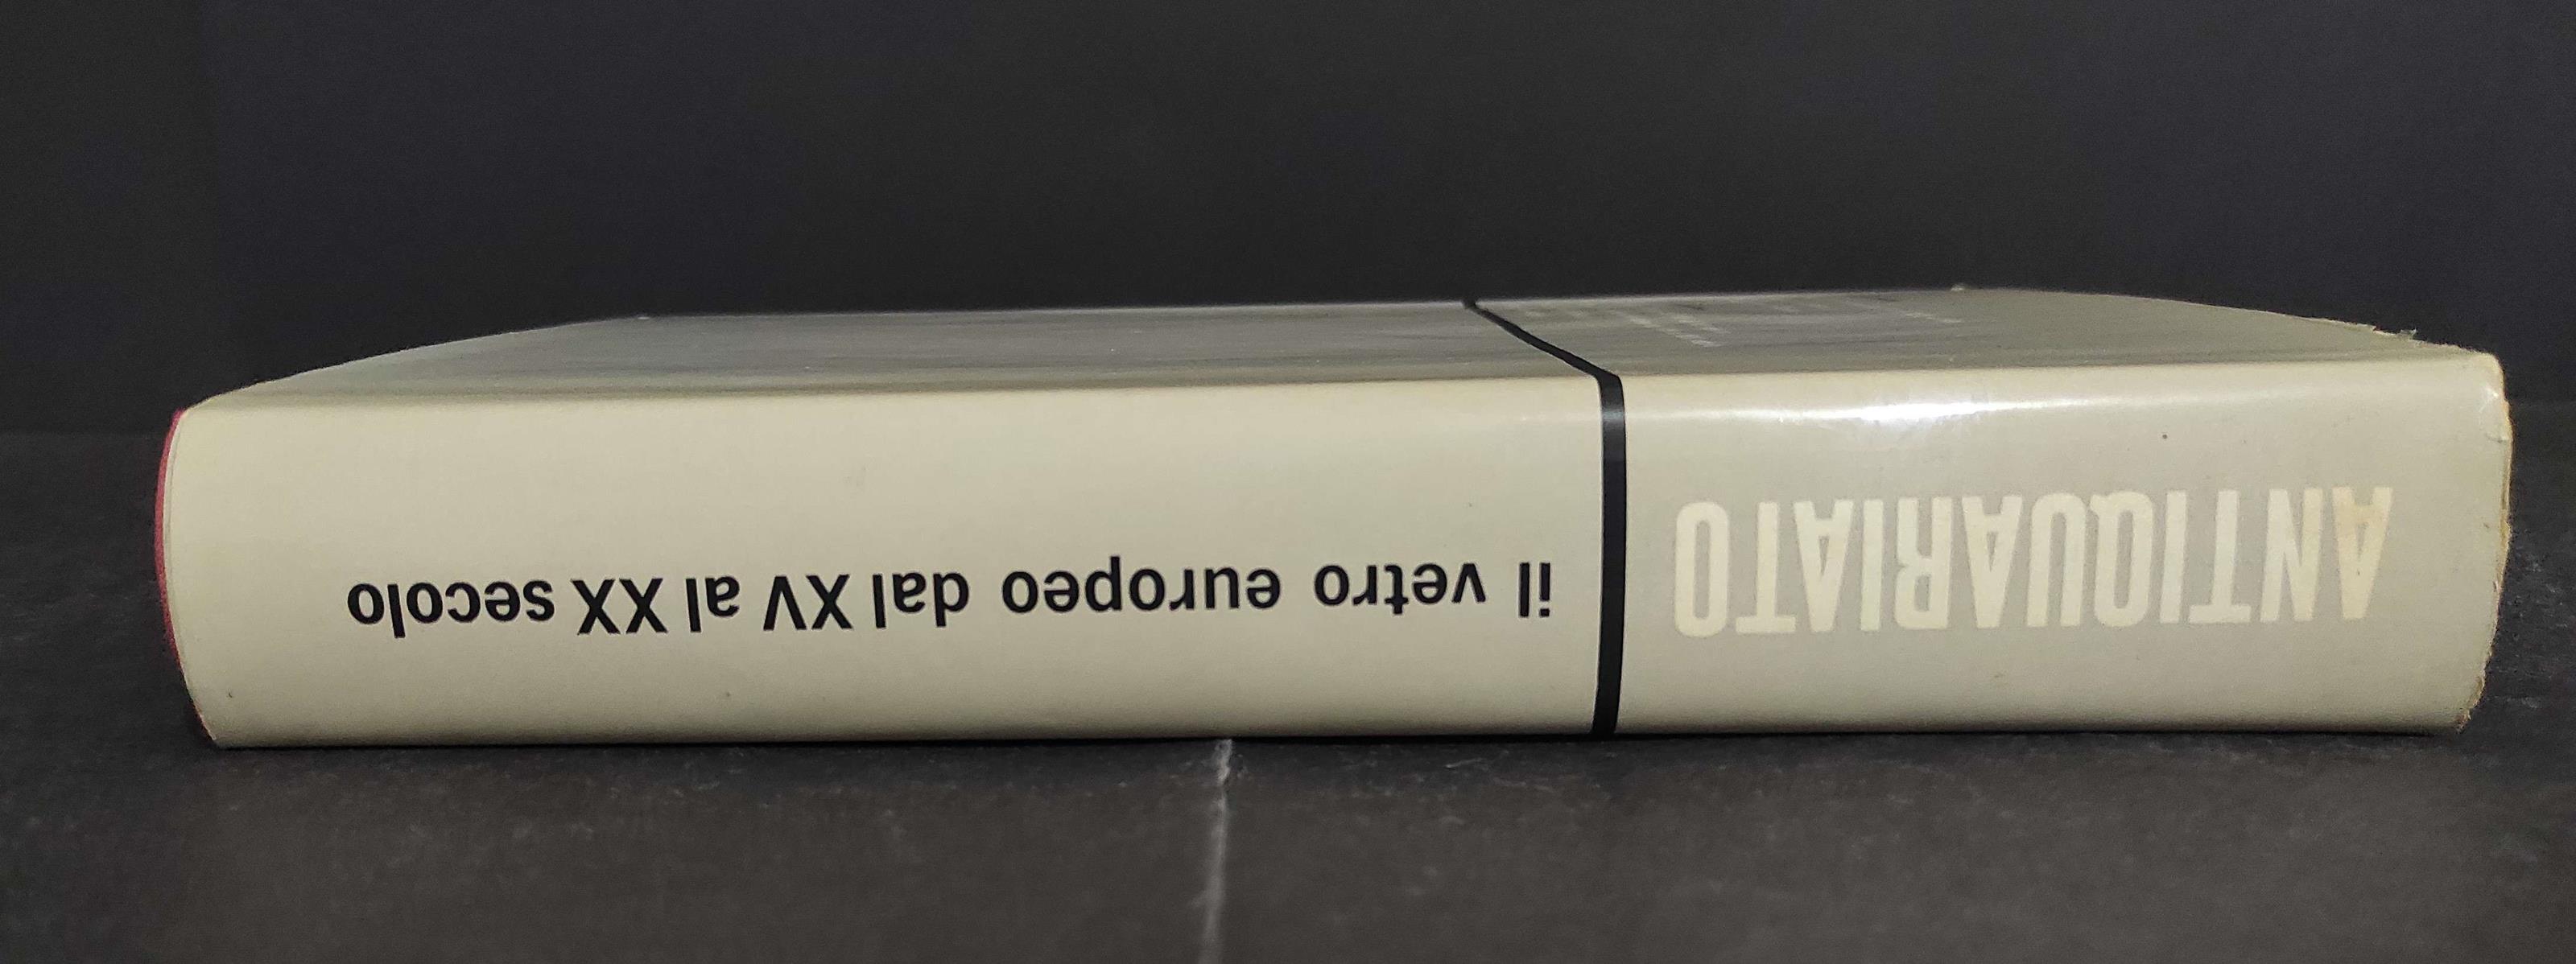 ANTIQUARIATO
il vetro europeo dal XV al XX secolo